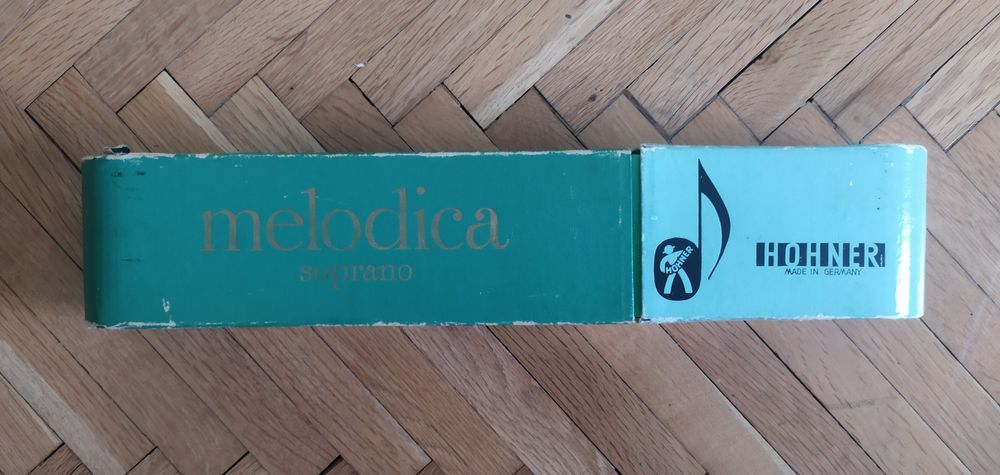 melodica
soprano
HOHNER
HOHNER
MADE IN GERMANY